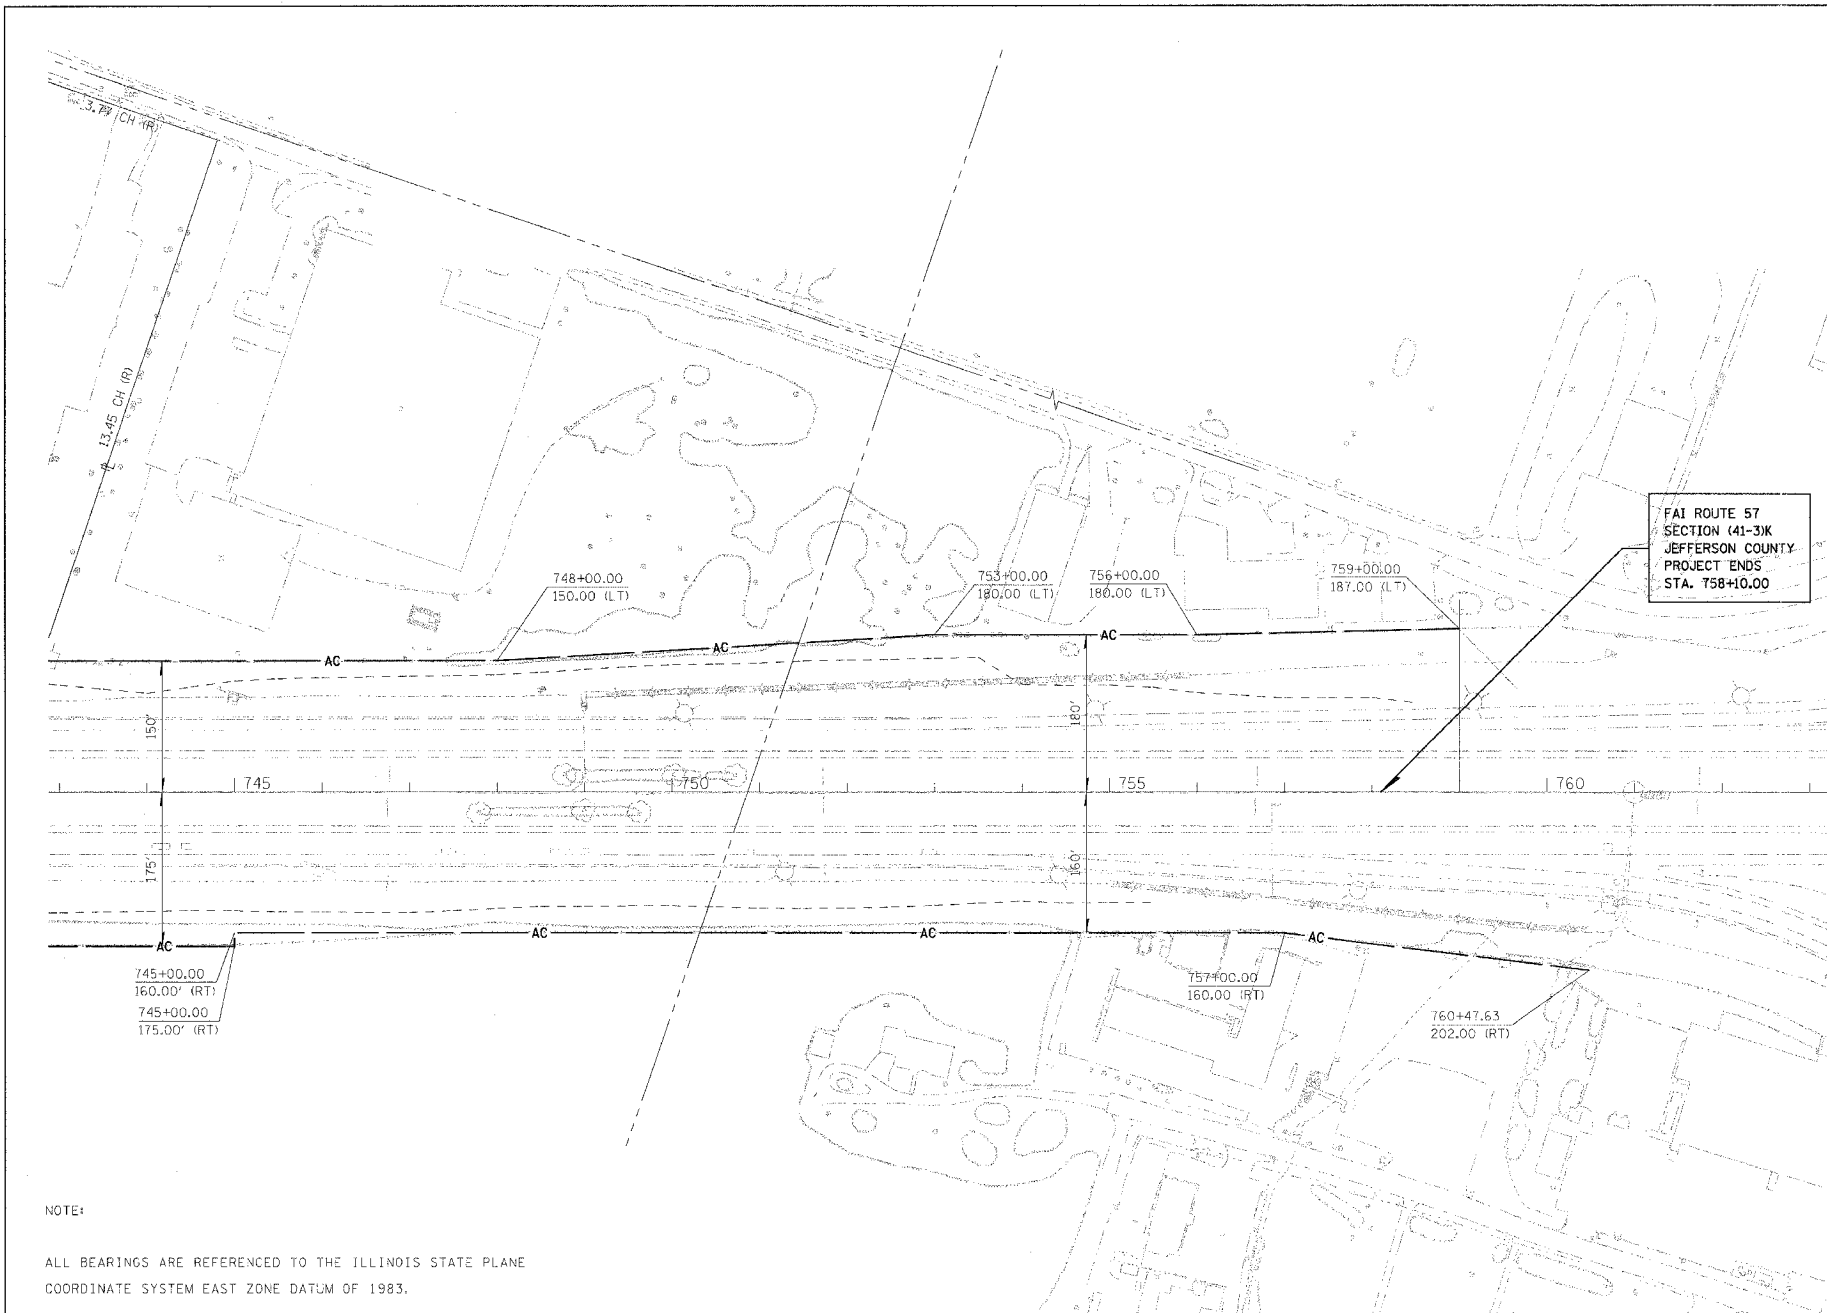 3.77 CH (R)
13.45 CH (R)
FAI ROUTE 57
SECTION (41-3)K
JEFFERSON COUNTY
PROJECT ENDS
STA. 758+10.00
748+00.00
150.00 (LT)
753+00.00
180.00 (LT)
756+00.00
180.00 (LT)
759+00.00
187.00 (LT)
AC
AC
AC
150'
180'
745
750
755
760
175'
160'
AC
AC
AC
AC
745+00.00
160.00' (RT)
745+00.00
175.00' (RT)
757+00.00
160.00 (RT)
760+47.63
202.00 (RT)
NOTE:
ALL BEARINGS ARE REFERENCED TO THE ILLINOIS STATE PLANE
COORDINATE SYSTEM EAST ZONE DATUM OF 1983.